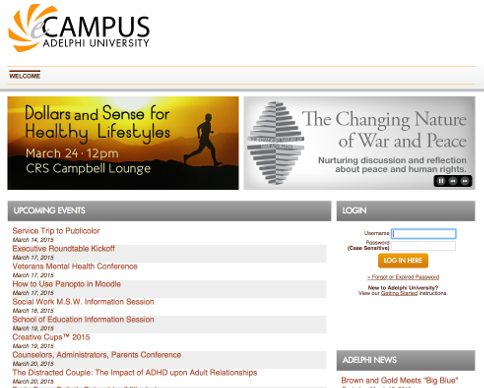 eCAMPUS
ADELPHI UNIVERSITY
WELCOME
Dollars and Sense for
Healthy Lifestyles
March 24 · 12pm
CRS Campbell Lounge
The Changing Nature
of War and Peace
Nurturing discussion and reflection
about peace and human rights.
UPCOMING EVENTS
Service Trip to Publicolor
March 14, 2015
Executive Roundtable Kickoff
March 17, 2015
Veterans Mental Health Conference
March 17, 2015
How to Use Panopto in Moodle
March 17, 2015
Social Work M.S.W. Information Session
March 18, 2015
School of Education Information Session
March 19, 2015
Creative Cups™ 2015
March 19, 2015
Counselors, Administrators, Parents Conference
March 20, 2015
The Distracted Couple: The Impact of ADHD upon Adult Relationships
March 20, 2015
LOGIN
Username
Password
(Case Sensitive)
LOG IN HERE
» Forgot or Expired Password
New to Adelphi University?
View our Getting Started instructions.
ADELPHI NEWS
Brown and Gold Meets "Big Blue"